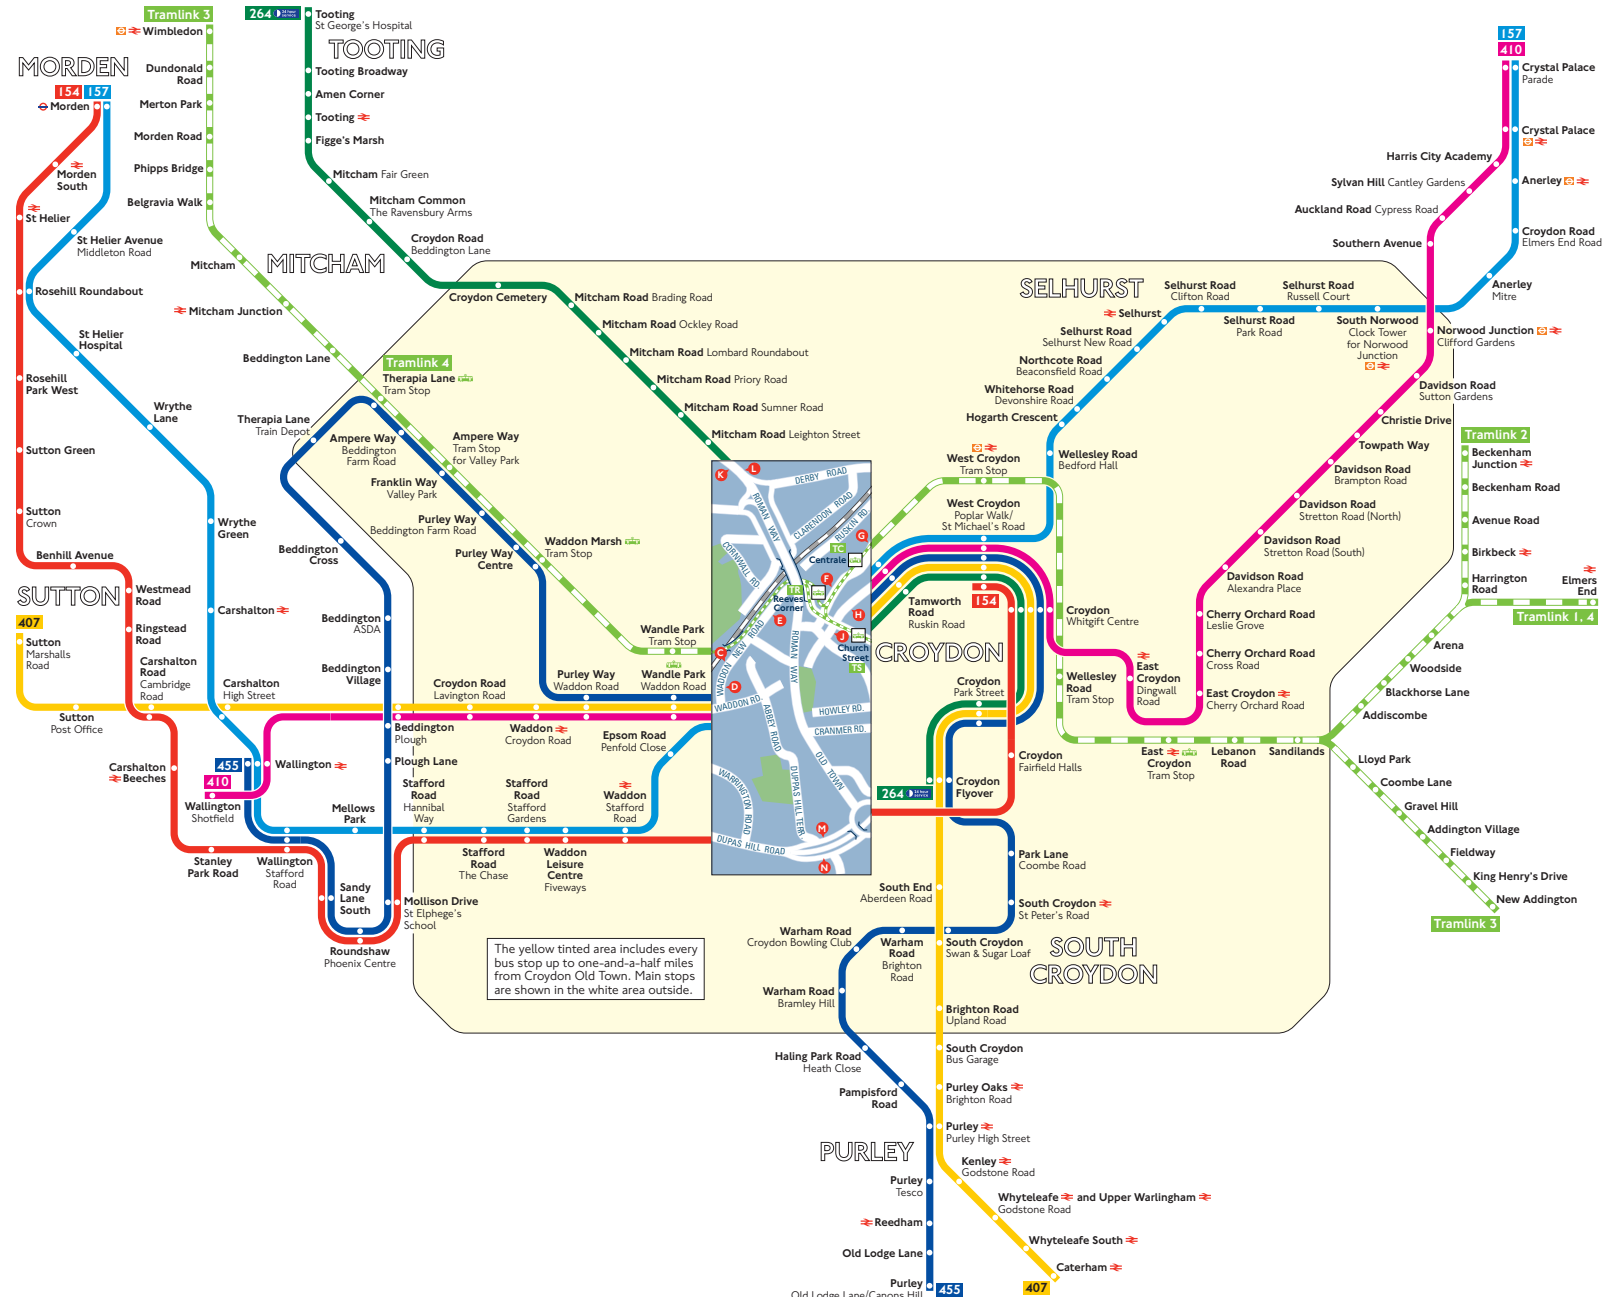 Tramlink 3
Wimbledon
Dundonald
Road
Merton Park
Morden Road
Phipps Bridge
Belgravia Walk
Mitcham
Mitcham Junction
Beddington Lane
264
24 hour
service
Tooting
St George's Hospital
TOOTING
Tooting Broadway
Amen Corner
Tooting
Figge's Marsh
Mitcham Fair Green
Mitcham Common
The Ravensbury Arms
Croydon Road
Beddington Lane
MITCHAM
Croydon Cemetery
Mitcham Road Brading Road
Mitcham Road Ockley Road
Mitcham Road Lombard Roundabout
Mitcham Road Priory Road
Mitcham Road Sumner Road
Mitcham Road Leighton Street
MORDEN
154
157
Morden
Morden
South
St Helier
St Helier Avenue
Middleton Road
Rosehill Roundabout
St Helier
Hospital
Rosehill
Park West
Wrythe
Lane
Sutton Green
Sutton
Crown
Wrythe
Green
Benhill Avenue
SUTTON
407
Sutton
Marshalls
Road
Westmead
Road
Ringstead
Road
Carshalton
Road
Cambridge
Road
Carshalton
Carshalton
High Street
Sutton
Post Office
Carshalton
Beeches
455
410
Wallington
Wallington
Shotfield
Stanley
Park Road
Wallington
Stafford
Road
Mellows
Park
Sandy
Lane
South
Roundshaw
Phoenix Centre
Mollison Drive
St Elphege's
School
Tramlink 4
Therapia Lane
Tram Stop
Therapia Lane
Train Depot
Ampere Way
Beddington
Farm Road
Ampere Way
Tram Stop
for Valley Park
Franklin Way
Valley Park
Purley Way
Beddington Farm Road
Purley Way
Centre
Waddon Marsh
Tram Stop
Beddington
Cross
Beddington
ASDA
Beddington
Village
Beddington
Plough
Plough Lane
Wandle Park
Tram Stop
Wandle Park
Waddon Road
Purley Way
Waddon Road
Croydon Road
Lavington Road
Waddon
Croydon Road
Epsom Road
Penfold Close
Stafford
Road
Hannibal
Way
Stafford
Road
Gardens
Waddon
Stafford
Road
Stafford
Road
The Chase
Waddon
Leisure
Centre
Fiveways
The yellow tinted area includes every
bus stop up to one-and-a-half miles
from Croydon Old Town. Main stops
are shown in the white area outside.
K
L
DERBY ROAD
ROMAN WAY
CLARENDON ROAD
RUSKIN RD.
G
CORNWALL RD.
TC
Centrale
F
TR
Reeves
Corner
E
H
J
Church
Street
TS
C
WADDON NEW ROAD
D
WADDON RD.
ROMAN WAY
ABBEY ROAD
HOWLEY RD.
CRANMER RD.
OLD TOWN
WARRINGTON ROAD
DUPPAS HILL TERR
DUPAS HILL ROAD
M
N
157
410
Crystal Palace
Parade
Crystal Palace
Harris City Academy
Anerley
Sylvan Hill Cantley Gardens
Auckland Road Cypress Road
Southern Avenue
Croydon Road
Elmers End Road
Anerley
Mitre
SELHURST
Selhurst Road
Clifton Road
Selhurst Road
Russell Court
Selhurst
Selhurst Road
Park Road
South Norwood
Clock Tower
for Norwood
Junction
Norwood Junction
Clifford Gardens
Selhurst Road
Selhurst New Road
Northcote Road
Beaconsfield Road
Whitehorse Road
Devonshire Road
Hogarth Crescent
Wellesley Road
Bedford Hall
West Croydon
Tram Stop
West Croydon
Poplar Walk/
St Michael's Road
Davidson Road
Sutton Gardens
Christie Drive
Towpath Way
Davidson Road
Brampton Road
Davidson Road
Stretton Road (North)
Davidson Road
Stretton Road (South)
Davidson Road
Alexandra Place
Cherry Orchard Road
Leslie Grove
Cherry Orchard Road
Cross Road
East Croydon
Cherry Orchard Road
Tramlink 2
Beckenham
Junction
Beckenham Road
Avenue Road
Birkbeck
Harrington
Road
Elmers
End
Tramlink 1, 4
Arena
Woodside
Blackhorse Lane
Addiscombe
Tamworth
Road
Ruskin Road
154
CROYDON
Croydon
Whitgift Centre
East
Croydon
Dingwall
Road
Wellesley
Road
Tram Stop
Croydon
Park Street
Croydon
Fairfield Halls
Croydon
Flyover
264
24 hour
service
East
Croydon
Tram Stop
Lebanon
Road
Sandilands
Lloyd Park
Coombe Lane
Gravel Hill
Addington Village
Fieldway
King Henry's Drive
New Addington
Tramlink 3
Park Lane
Coombe Road
South End
Aberdeen Road
South Croydon
St Peter's Road
Warham Road
Croydon Bowling Club
Warham
Road
Brighton
Road
South Croydon
Swan & Sugar Loaf
SOUTH
CROYDON
Warham Road
Bramley Hill
Brighton Road
Upland Road
Haling Park Road
Heath Close
South Croydon
Bus Garage
Pampisford
Road
Purley Oaks
Brighton Road
PURLEY
Purley
Purley High Street
Kenley
Godstone Road
Purley
Tesco
Whyteleafe and Upper Warlingham
Godstone Road
Reedham
Whyteleafe South
Old Lodge Lane
Caterham
Purley
Old Lodge Lane/Canons Hill
455
407